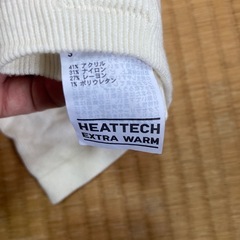 S
41% アクリル
31% ナイロン
27% レーヨン
1% ポリウレタン
HEATTECH
EXTRA WARM